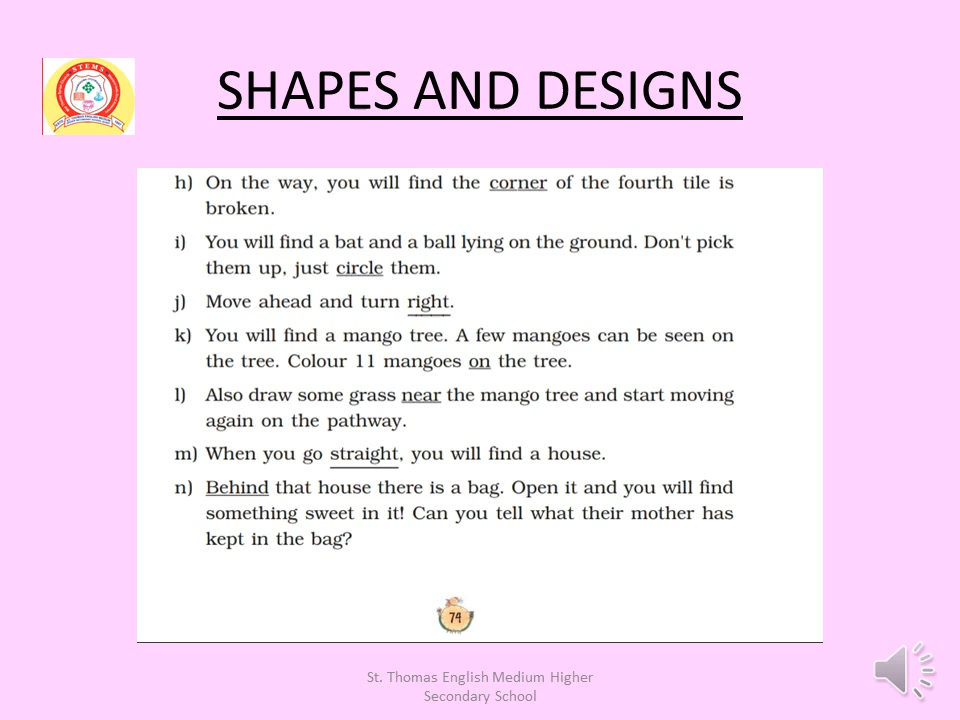 STEMS
SHAPES AND DESIGNS
h) On the way, you will find the corner of the fourth tile is
broken.
i) You will find a bat and a ball lying on the ground. Don't pick
them up, just circle them.
j) Move ahead and turn right.
k) You will find a mango tree. A few mangoes can be seen on
the tree. Colour 11 mangoes on the tree.
l) Also draw some grass near the mango tree and start moving
again on the pathway.
m) When you go straight, you will find a house.
n) Behind that house there is a bag. Open it and you will find
something sweet in it! Can you tell what their mother has
kept in the bag?
74
St. Thomas English Medium Higher
Secondary School